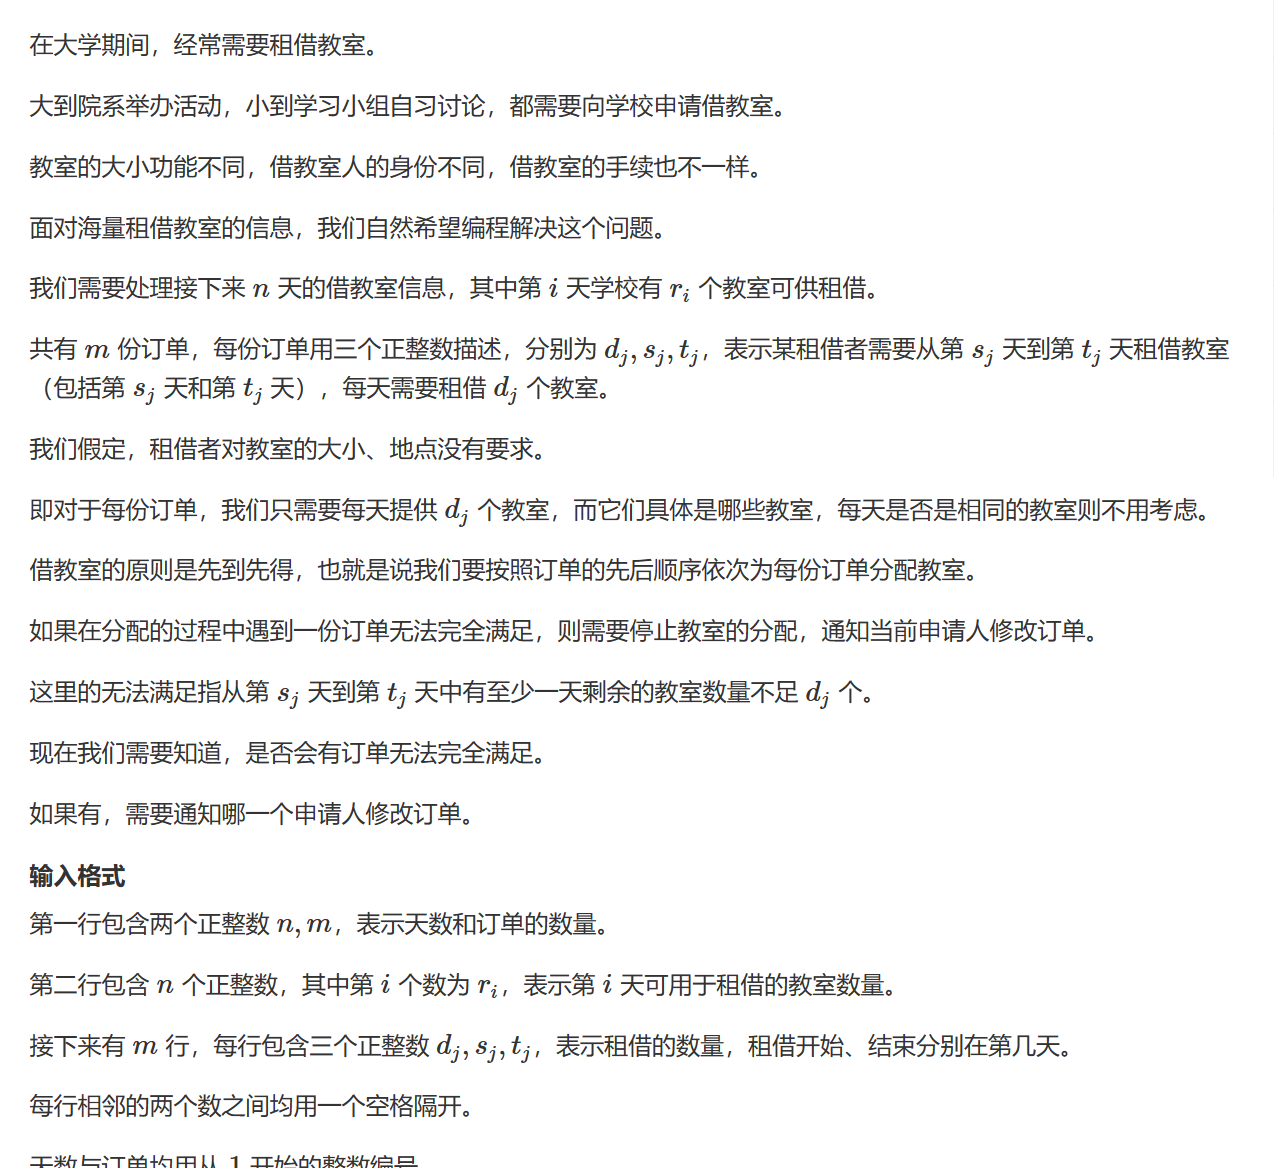 在大学期间，经常需要租借教室。
大到院系举办活动，小到学习小组自习讨论，都需要向学校申请借教室。
教室的大小功能不同，借教室人的身份不同，借教室的手续也不一样。
面对海量租借教室的信息，我们自然希望编程解决这个问题。
我们需要处理接下来 n 天的借教室信息，其中第 i 天学校有 r_i 个教室可供租借。
共有 m 份订单，每份订单用三个正整数描述，分别为 d_j, s_j, t_j，表示某租借者需要从第 s_j 天到第 t_j 天租借教室
（包括第 s_j 天和第 t_j 天），每天需要租借 d_j 个教室。
我们假定，租借者对教室的大小、地点没有要求。
即对于每份订单，我们只需要每天提供 d_j 个教室，而它们具体是哪些教室，每天是否是相同的教室则不用考虑。
借教室的原则是先到先得，也就是说我们要按照订单的先后顺序依次为每份订单分配教室。
如果在分配的过程中遇到一份订单无法完全满足，则需要停止教室的分配，通知当前申请人修改订单。
这里的无法满足指从第 s_j 天到第 t_j 天中有至少一天剩余的教室数量不足 d_j 个。
现在我们需要知道，是否会有订单无法完全满足。
如果有，需要通知哪一个申请人修改订单。
输入格式
第一行包含两个正整数 n, m，表示天数和订单的数量。
第二行包含 n 个正整数，其中第 i 个数为 r_i，表示第 i 天可用于租借的教室数量。
接下来有 m 行，每行包含三个正整数 d_j, s_j, t_j，表示租借的数量，租借开始、结束分别在第几天。
每行相邻的两个数之间均用一个空格隔开。
天数与订单均用从 1 开始的整数编号